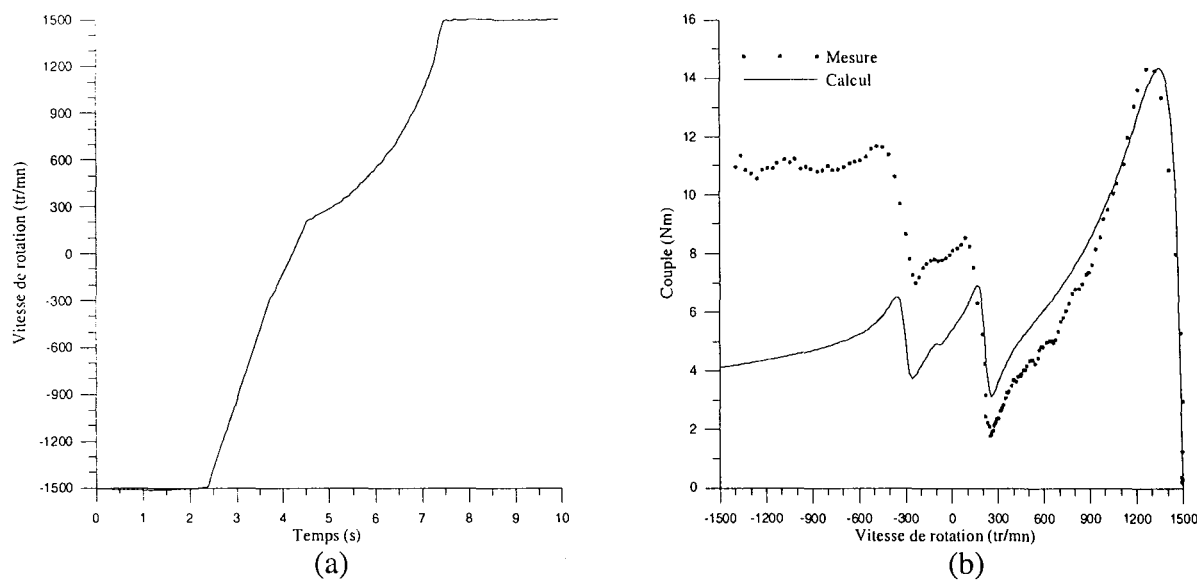 1500
1200
900
600
300
0
-300
-600
-900
-1200
-1500
Vitesse de rotation (tr/mn)
0 1 2 3 4 5 6 7 8 9 10
Temps (s)
(a)
16
14
12
10
8
6
4
2
0
Couple (Nm)
Mesure
Calcul
-1500 -1200 -900 -600 -300 0 300 600 900 1200 1500
Vitesse de rotation (tr/mn)
(b)